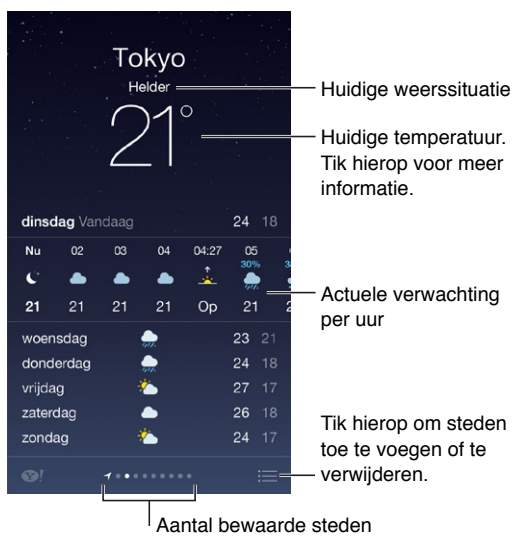 Tokyo
Helder
21°
dinsdag Vandaag 24 18
Nu 02 03 04 04:27 05
30%
21 21 21 21 Op 21
woensdag 23 21
donderdag 24 18
vrijdag 27 17
zaterdag 26 18
zondag 24 17
Y!
Huidige weerssituatie
Huidige temperatuur.
Tik hierop voor meer
informatie.
Actuele verwachting
per uur
Tik hierop om steden
toe te voegen of te
verwijderen.
Aantal bewaarde steden